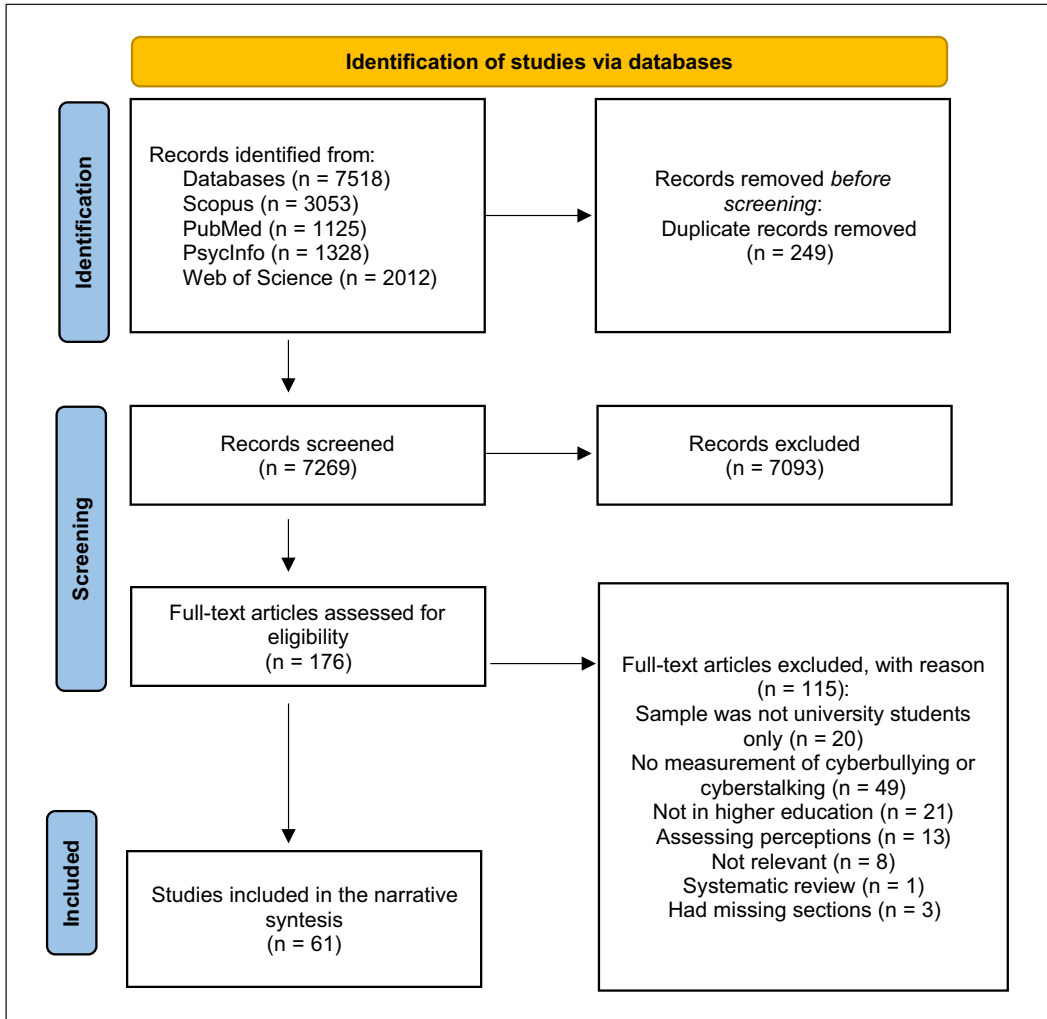 Identification of studies via databases
Identification
Records identified from:
Databases (n = 7518)
Scopus (n = 3053)
PubMed (n = 1125)
PsycInfo (n = 1328)
Web of Science (n = 2012)
Records removed before
screening:
Duplicate records removed
(n = 249)
Screening
Records screened
(n = 7269)
Records excluded
(n = 7093)
Full-text articles assessed for
eligibility
(n = 176)
Full-text articles excluded, with reason
(n = 115):
Sample was not university students
only (n = 20)
No measurement of cyberbullying or
cyberstalking (n = 49)
Not in higher education (n = 21)
Assessing perceptions (n = 13)
Not relevant (n = 8)
Systematic review (n = 1)
Had missing sections (n = 3)
Included
Studies included in the narrative
syntesis
(n = 61)